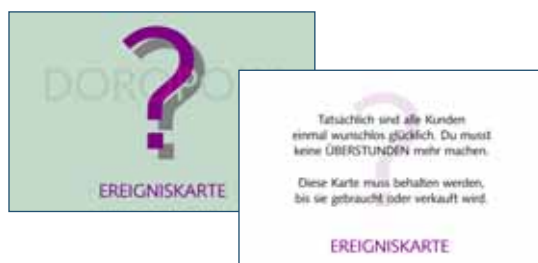 ?
EREIGNISKARTE
?
Tatsächlich sind alle Kunden
einmal wunschlos glücklich. Du musst
keine ÜBERSTUNDEN mehr machen.
Diese Karte muss behalten werden,
bis sie gebraucht oder verkauft wird.
EREIGNISKARTE